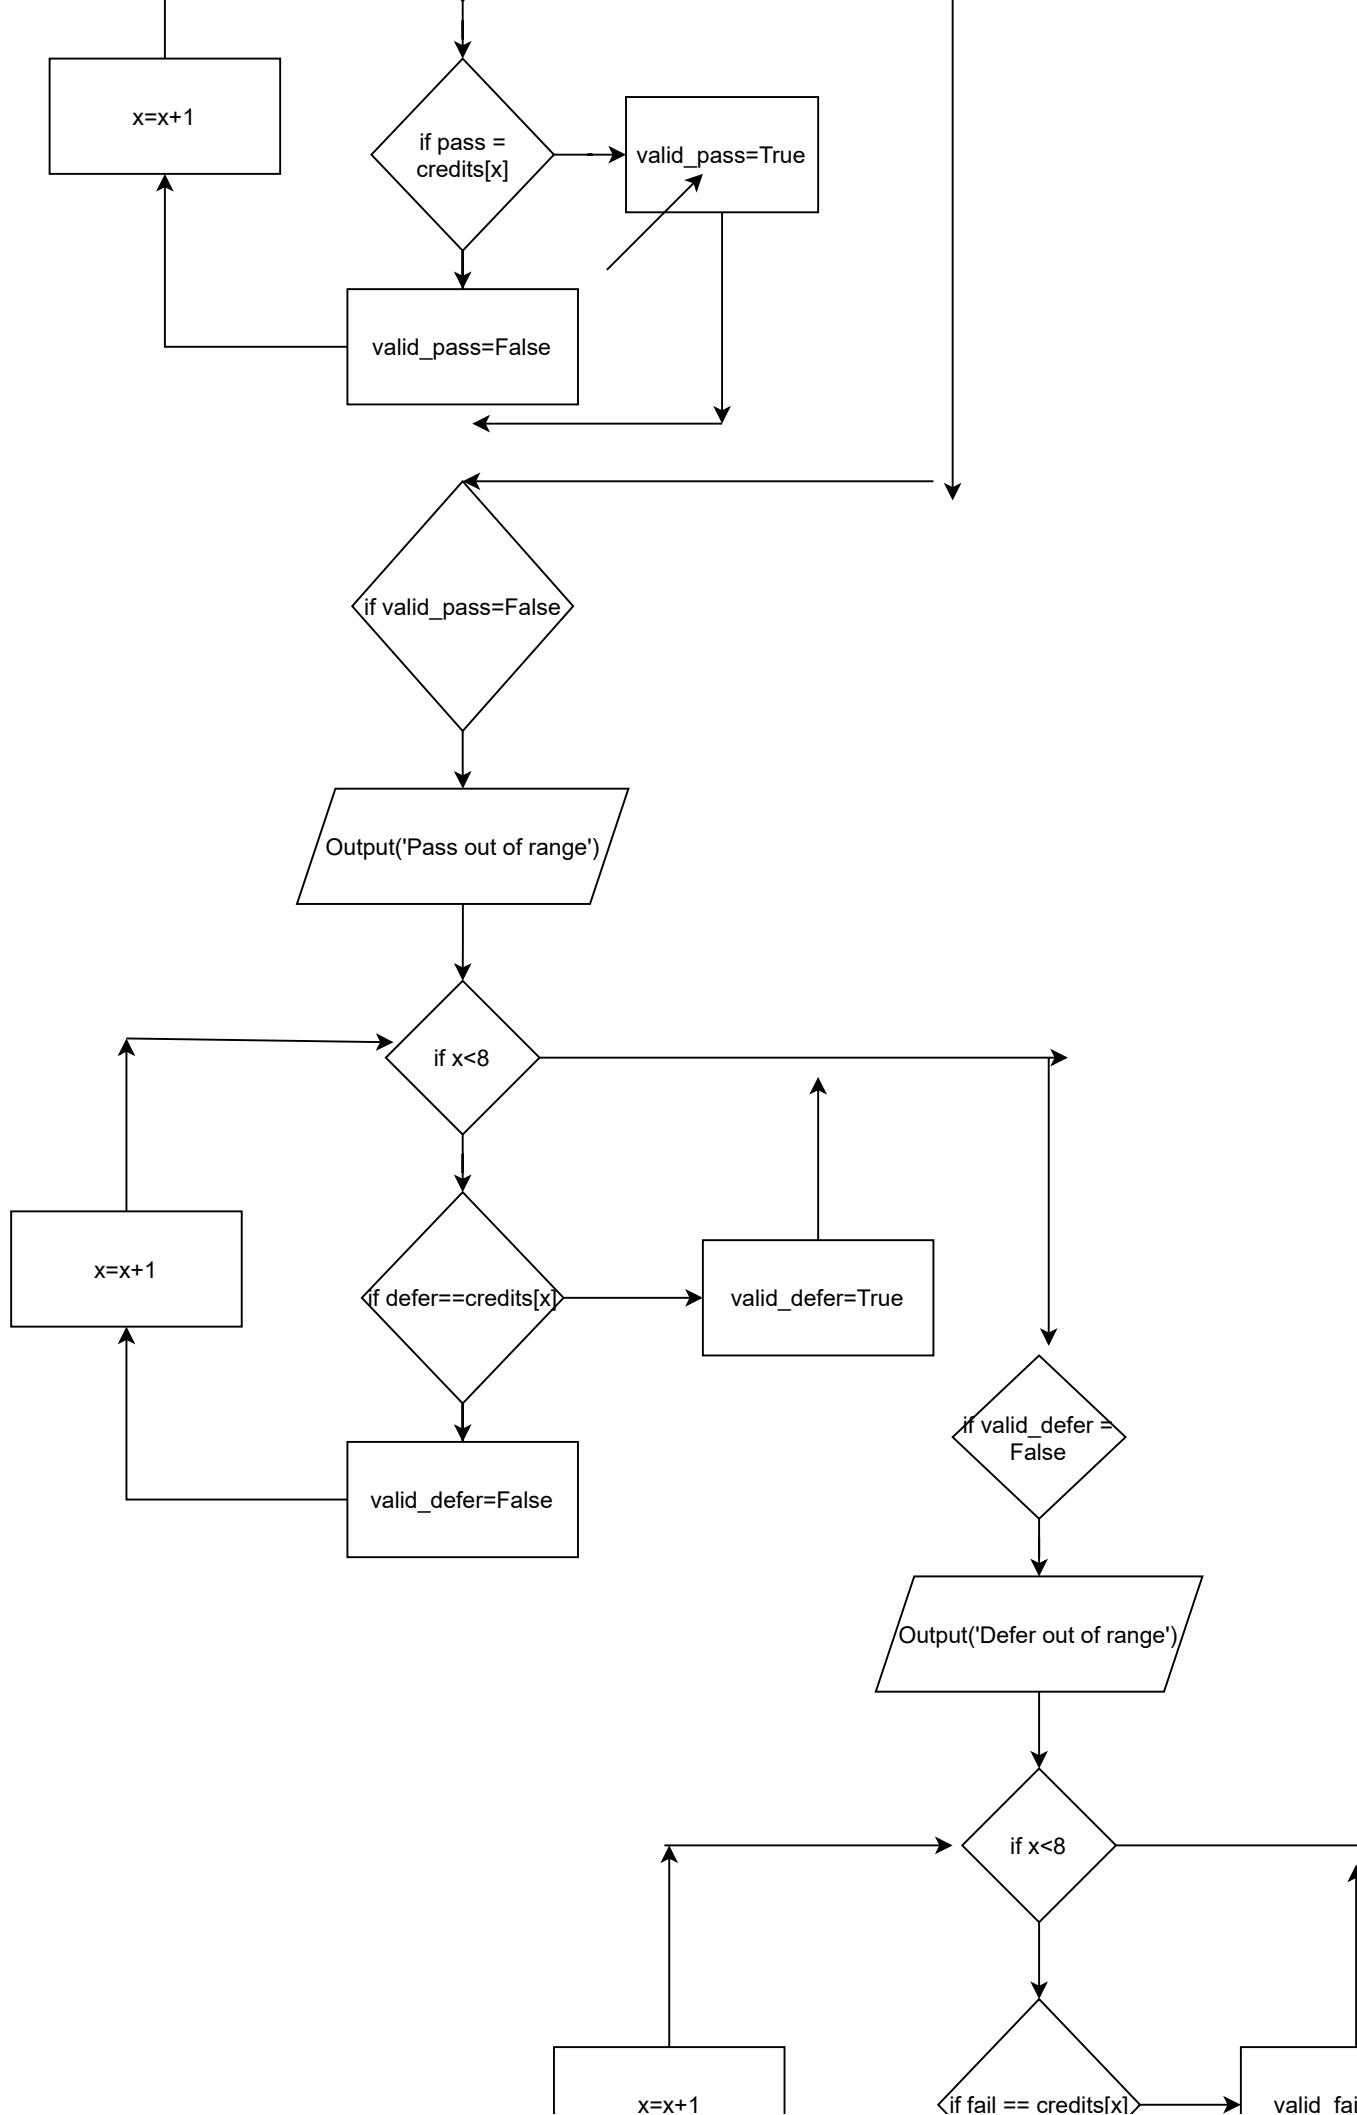 x=x+1
if pass =
credits[x]
valid_pass=True
valid_pass=False
if valid_pass=False
Output('Pass out of range')
if x<8
x=x+1
if defer==credits[x]
valid_defer=True
valid_defer=False
if valid_defer =
False
Output('Defer out of range')
if x<8
x=x+1
if fail == credits[x]